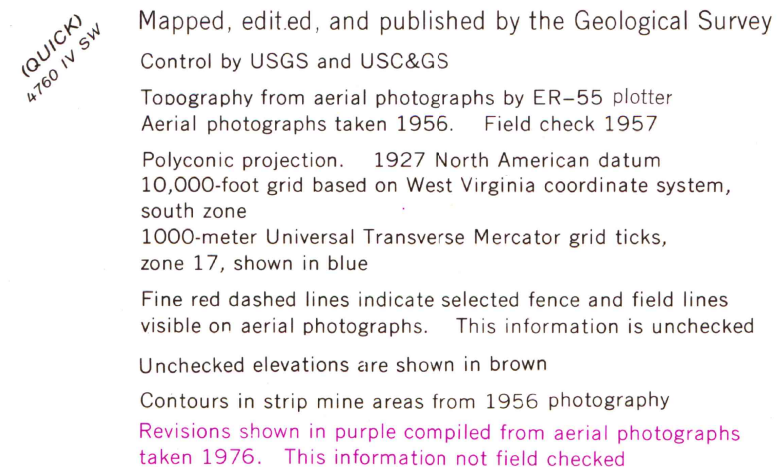 (QUICK)
4760 IV SW
Mapped, edited, and published by the Geological Survey
Control by USGS and USC&GS
Topography from aerial photographs by ER–55 plotter
Aerial photographs taken 1956. Field check 1957
Polyconic projection. 1927 North American datum
10,000-foot grid based on West Virginia coordinate system,
south zone
1000-meter Universal Transverse Mercator grid ticks,
zone 17, shown in blue
Fine red dashed lines indicate selected fence and field lines
visible on aerial photographs. This information is unchecked
Unchecked elevations are shown in brown
Contours in strip mine areas from 1956 photography
Revisions shown in purple compiled from aerial photographs
taken 1976. This information not field checked